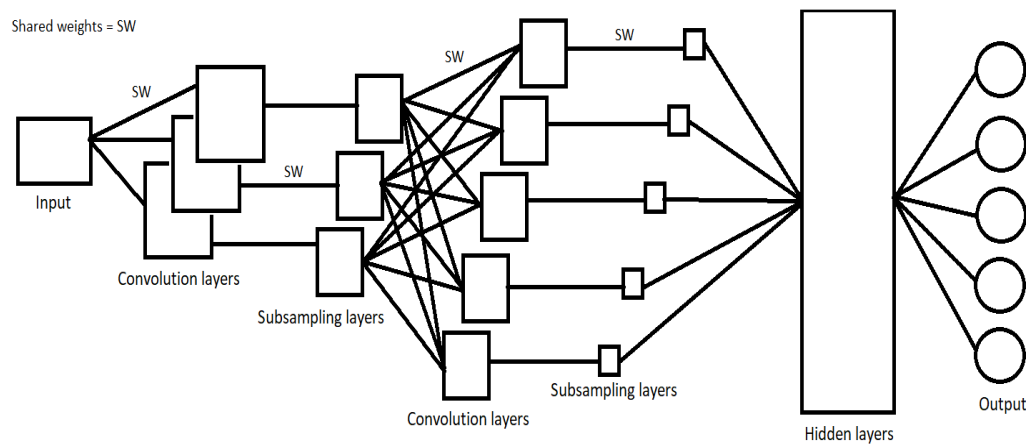 Shared weights = SW
SW
SW
SW
SW
Input
Convolution layers
Subsampling layers
Convolution layers
Subsampling layers
Hidden layers
Output